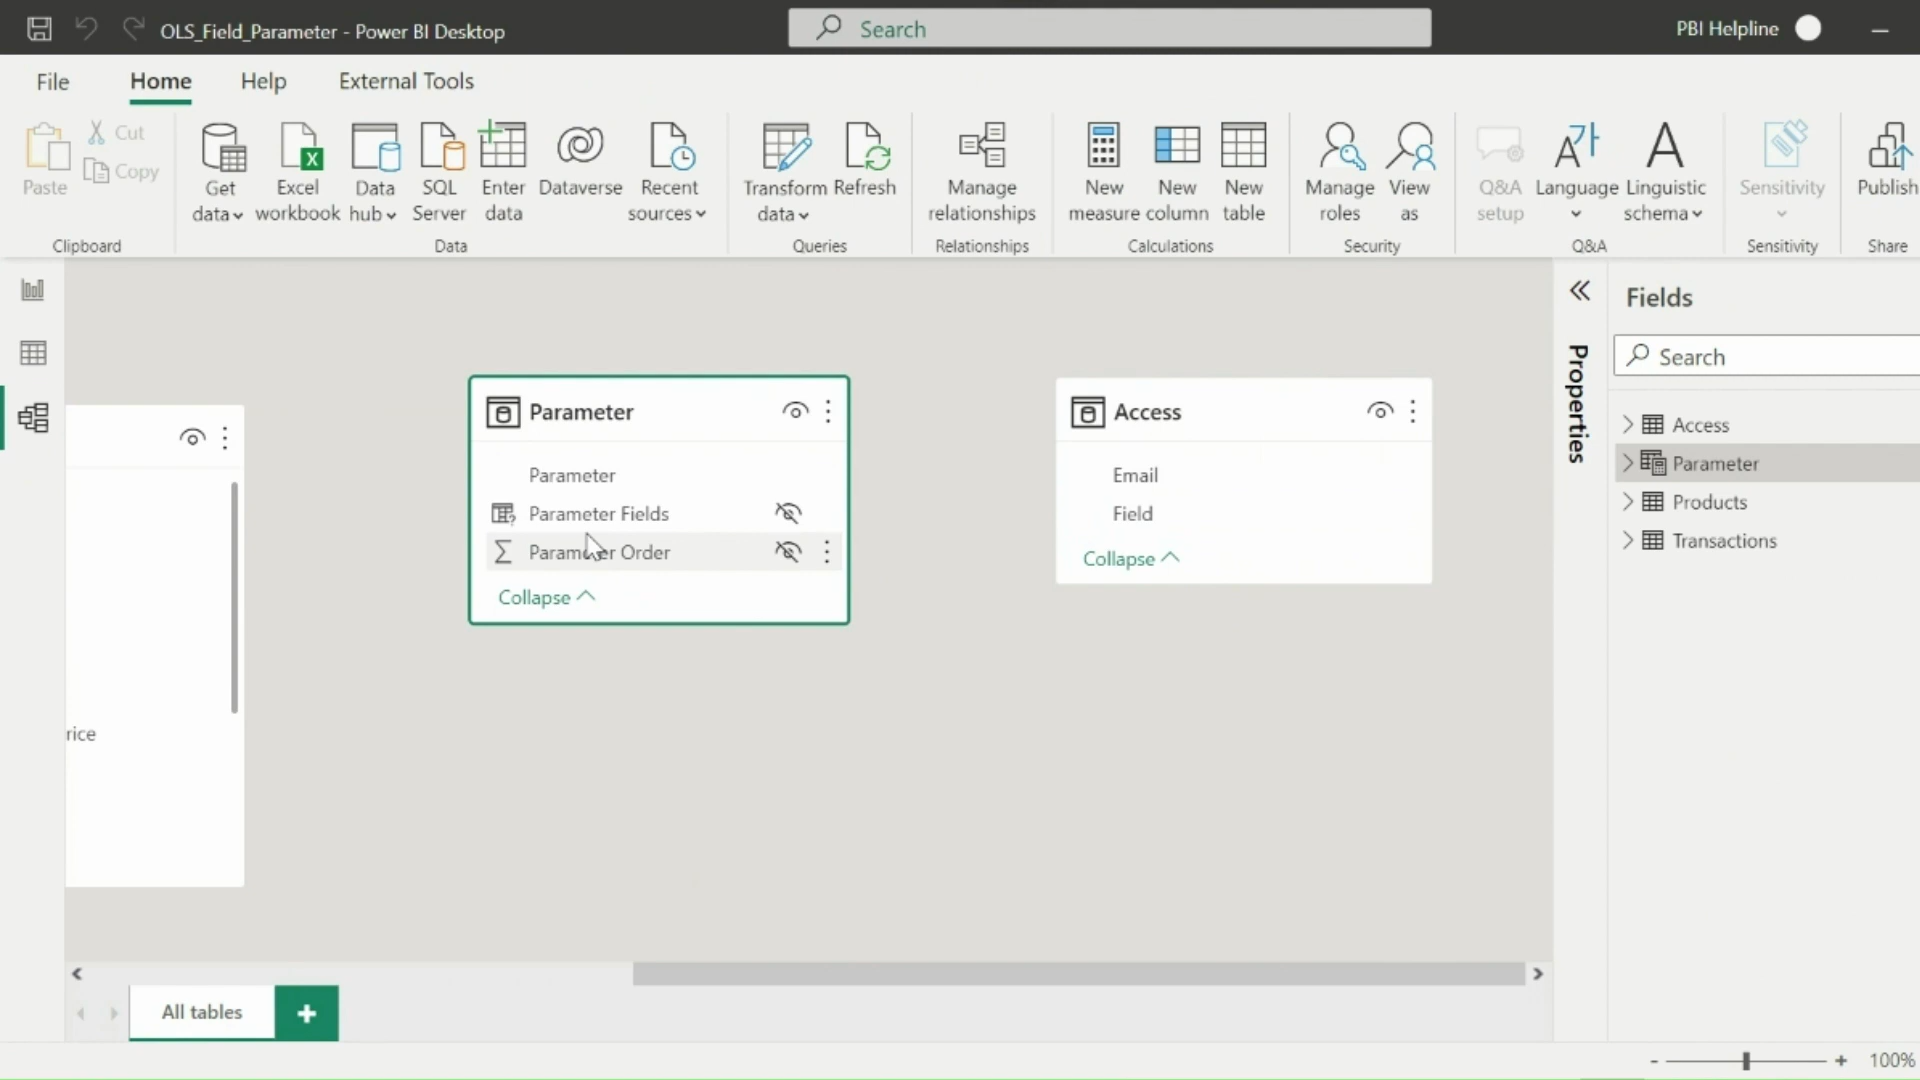 OLS_Field_Parameter - Power BI Desktop
Search
PBI Helpline
File
Home
Help
External Tools
Paste
Cut
Copy
Clipboard
Get
data
Excel
workbook
Data
hub
SQL
Server
Enter
data
Dataverse
Recent
sources
Data
Transform
data
Refresh
Queries
Manage
relationships
Relationships
New
measure
New
column
New
table
Calculations
Manage
roles
View
as
Security
Q&A
setup
Language
Linguistic
schema
Q&A
Sensitivity
Sensitivity
Publish
Share
rice
Parameter
Parameter
Parameter Fields
Parameter Order
Collapse
Access
Email
Field
Collapse
Properties
Fields
Search
Access
Parameter
Products
Transactions
All tables
100%